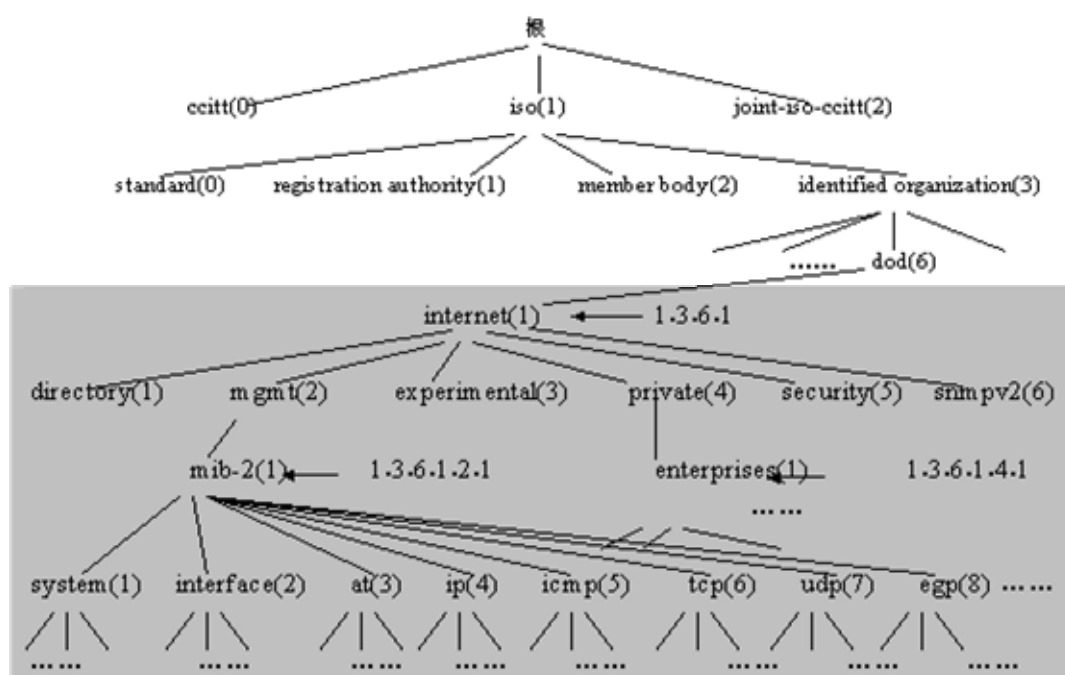 根
ccitt(0) iso(1) joint-iso-ccitt(2)
standard(0) registration authority(1) member body(2) identified organization(3)
...... dod(6)
internet(1) 1.3.6.1
directory(1) mgmt(2) experimental(3) private(4) security(5) snmpv2(6)
mib-2(1) 1.3.6.1.2.1 enterprises(1) 1.3.6.1.4.1
......
system(1) interface(2) at(3) ip(4) icmp(5) tcp(6) udp(7) egp(8) ......
...... ...... ...... ...... ...... ...... ...... ......